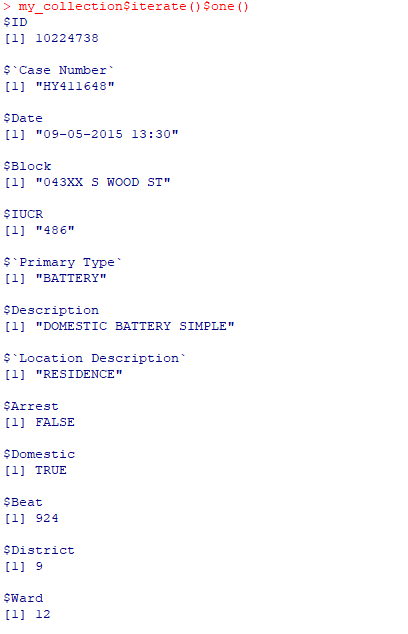 > my_collection$iterate()$one()
$ID
[1] 10224738
$`Case Number`
[1] "HY411648"
$Date
[1] "09-05-2015 13:30"
$Block
[1] "043XX S WOOD ST"
$IUCR
[1] "486"
$`Primary Type`
[1] "BATTERY"
$Description
[1] "DOMESTIC BATTERY SIMPLE"
$`Location Description`
[1] "RESIDENCE"
$Arrest
[1] FALSE
$Domestic
[1] TRUE
$Beat
[1] 924
$District
[1] 9
$Ward
[1] 12